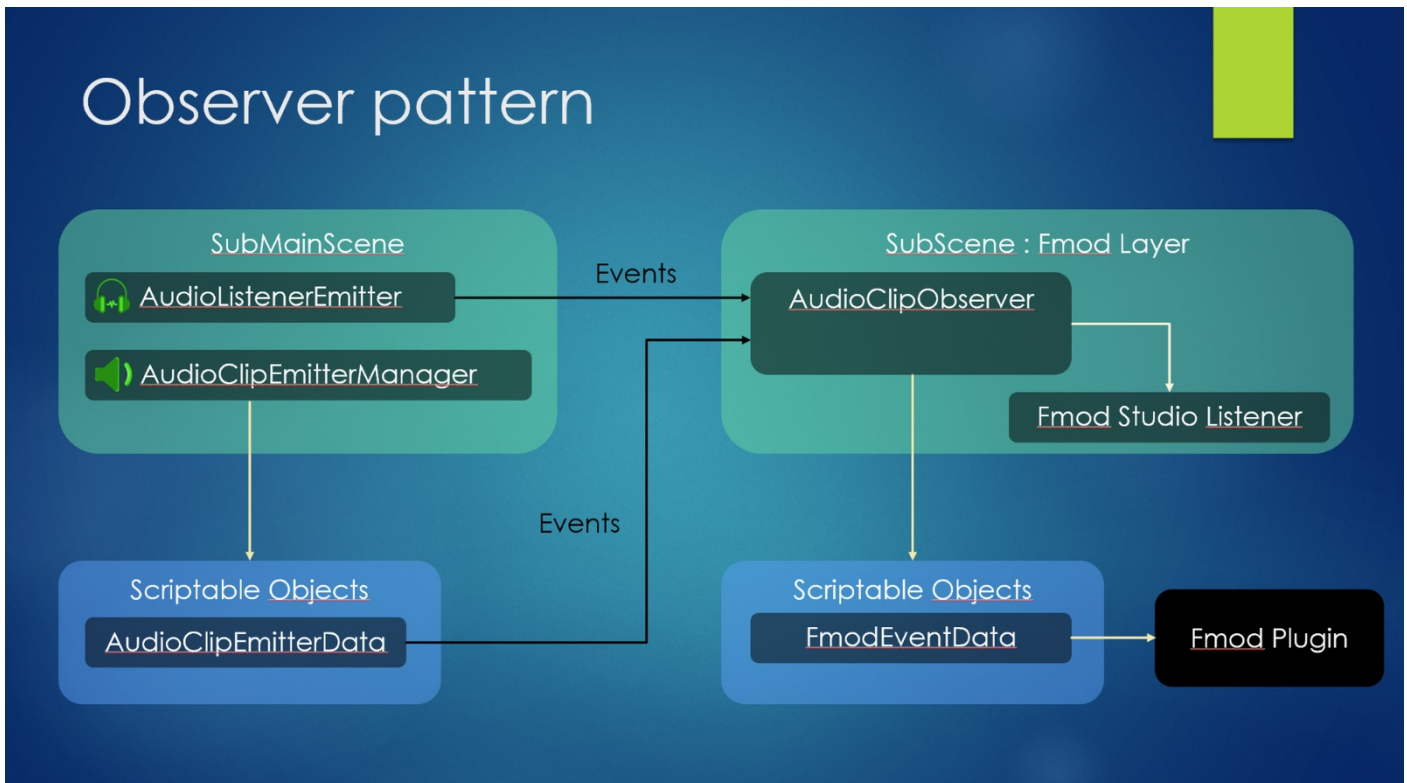 Observer pattern
SubMainScene
AudioListenerEmitter
AudioClipEmitterManager
Events
SubScene : Fmod Layer
AudioClipObserver
Fmod Studio Listener
Events
Scriptable Objects
AudioClipEmitterData
Scriptable Objects
FmodEventData
Fmod Plugin